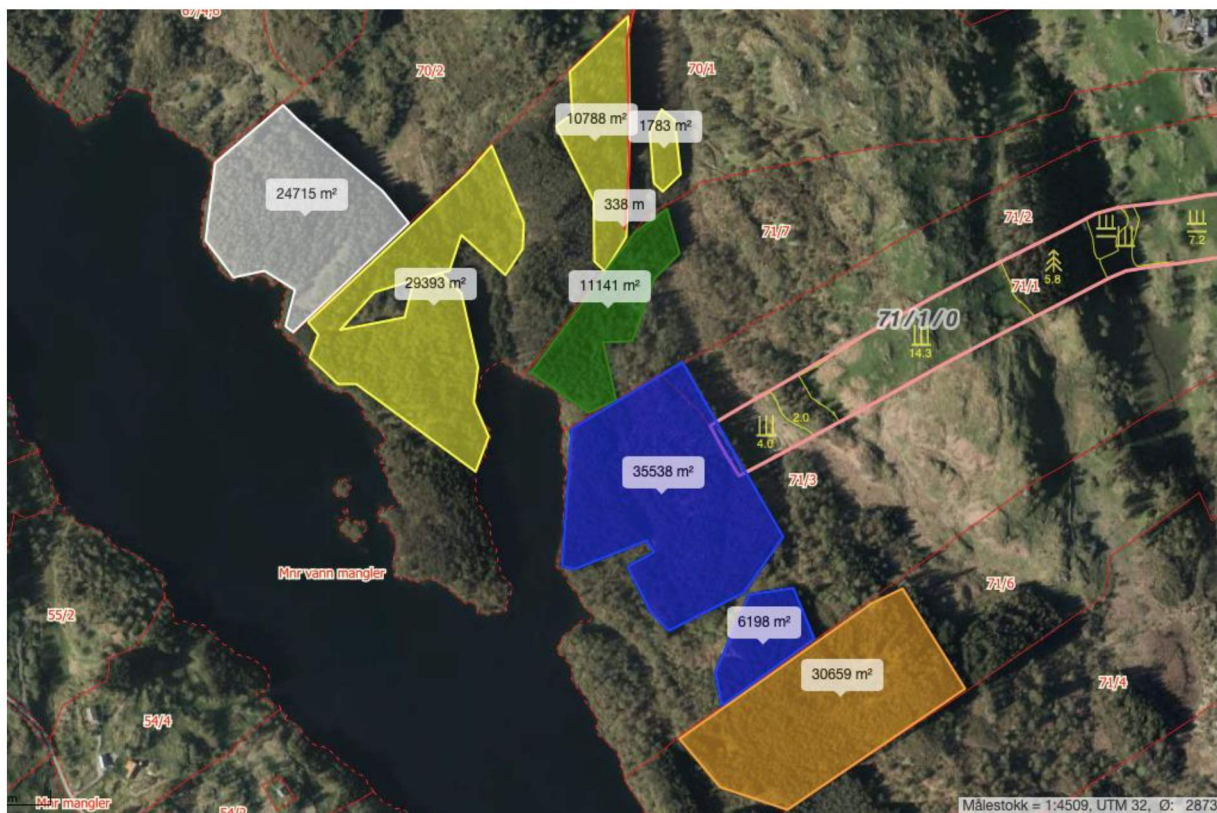 70/2
70/1
10788 m²
1783 m²
24715 m²
338 m
71/7
71/2
7.2
29393 m²
11141 m²
71/1
5.8
71/1/0
14.3
2.0
4.0
35538 m²
71/3
Mnr vann mangler
71/6
55/2
6198 m²
30659 m²
71/4
54/4
m
Mnr mangler
Målestokk = 1:4509, UTM 32, Ø: 2873